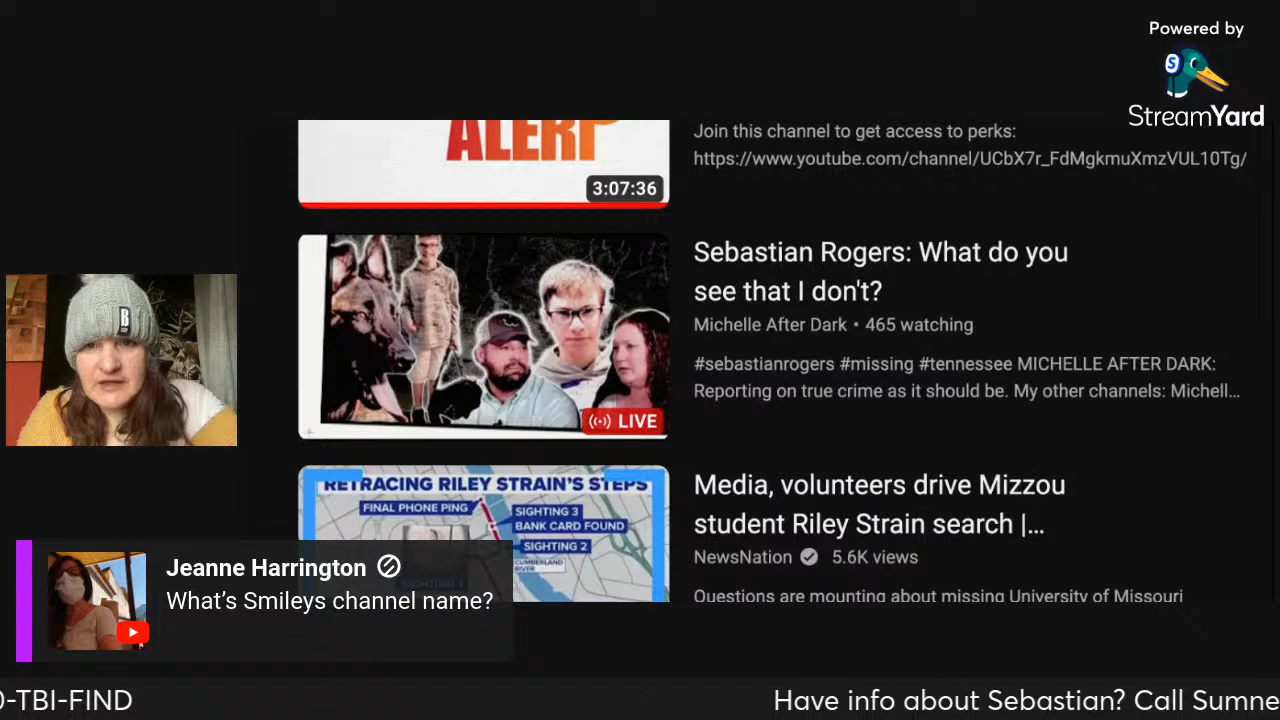 Powered by
S
StreamYard
ALERT
3:07:36
Join this channel to get access to perks:
https://www.youtube.com/channel/UCbX7r_FdMgkmuXmzVUL10Tg/
Sebastian Rogers: What do you
see that I don't?
Michelle After Dark • 465 watching
#sebastianrogers #missing #tennessee MICHELLE AFTER DARK:
Reporting on true crime as it should be. My other channels: Michell...
LIVE
B
RETRACING RILEY STRAIN'S STEPS
FINAL PHONE PING
SIGHTING 3
BANK CARD FOUND
SIGHTING 2
CUMBERLAND
RIVER
Media, volunteers drive Mizzou
student Riley Strain search |...
NewsNation 5.6K views
Questions are mounting about missing University of Missouri
Jeanne Harrington
What's Smileys channel name?
0-TBI-FIND
Have info about Sebastian? Call Sumne